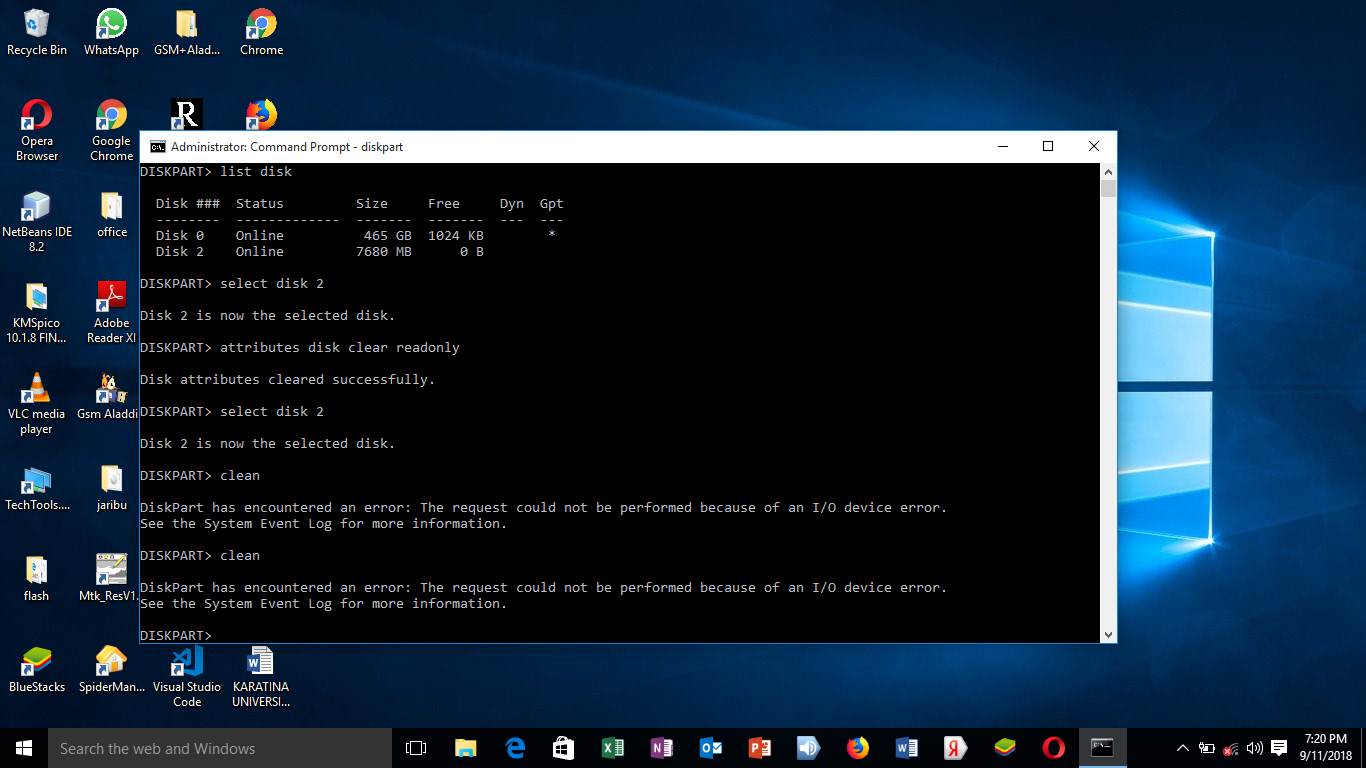 Recycle Bin
WhatsApp
GSM+Alad...
Chrome
Opera
Browser
Google
Chrome
R
NetBeans IDE
8.2
office
KMSpico
10.1.8 FIN...
Adobe
Reader XI
VLC media
player
Gsm Aladdi
TechTools....
jaribu
flash
Mtk_ResV1.
BlueStacks
SpiderMan...
Visual Studio
Code
KARATINA
UNIVERSI...
Administrator: Command Prompt - diskpart
DISKPART> list disk
Disk ### Status Size Free Dyn Gpt
-------- ------------- ------- ------- --- ---
Disk 0 Online 465 GB 1024 KB *
Disk 2 Online 7680 MB 0 B
DISKPART> select disk 2
Disk 2 is now the selected disk.
DISKPART> attributes disk clear readonly
Disk attributes cleared successfully.
DISKPART> select disk 2
Disk 2 is now the selected disk.
DISKPART> clean
DiskPart has encountered an error: The request could not be performed because of an I/O device error.
See the System Event Log for more information.
DISKPART> clean
DiskPart has encountered an error: The request could not be performed because of an I/O device error.
See the System Event Log for more information.
DISKPART>
Search the web and Windows
7:20 PM
9/11/2018